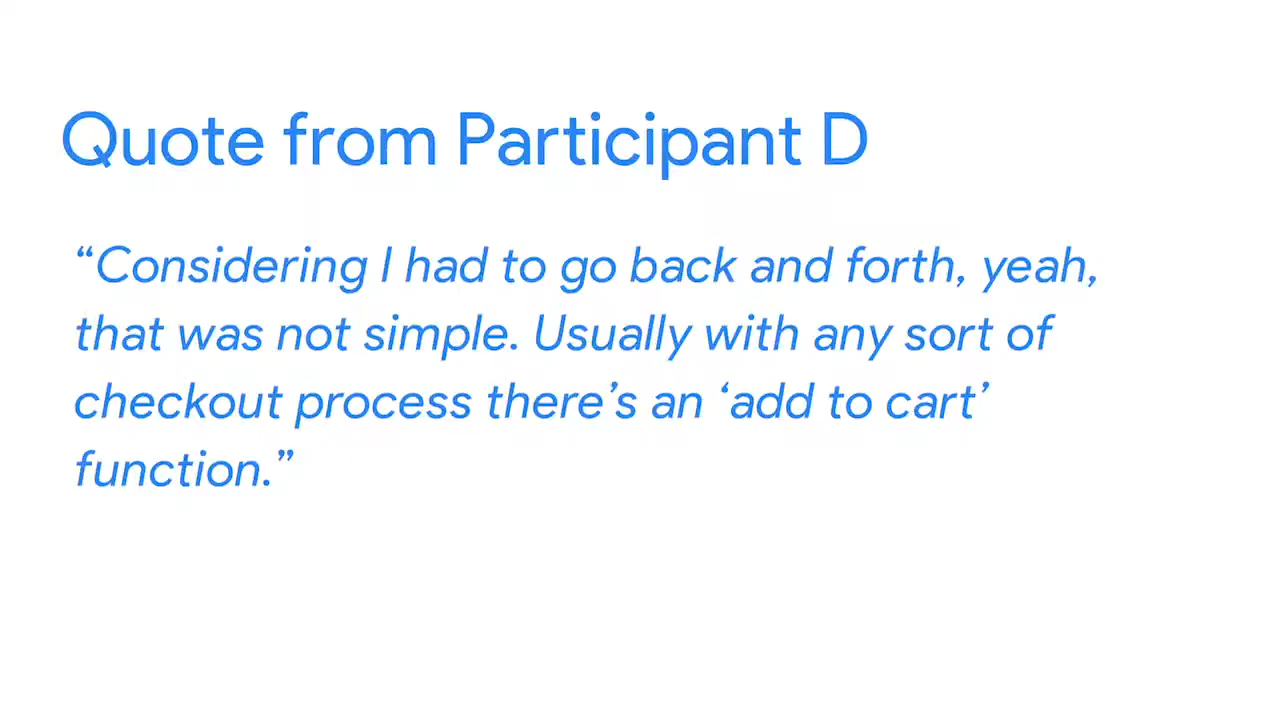 Quote from Participant D
“Considering I had to go back and forth, yeah,
that was not simple. Usually with any sort of
checkout process there’s an ‘add to cart’
function.”